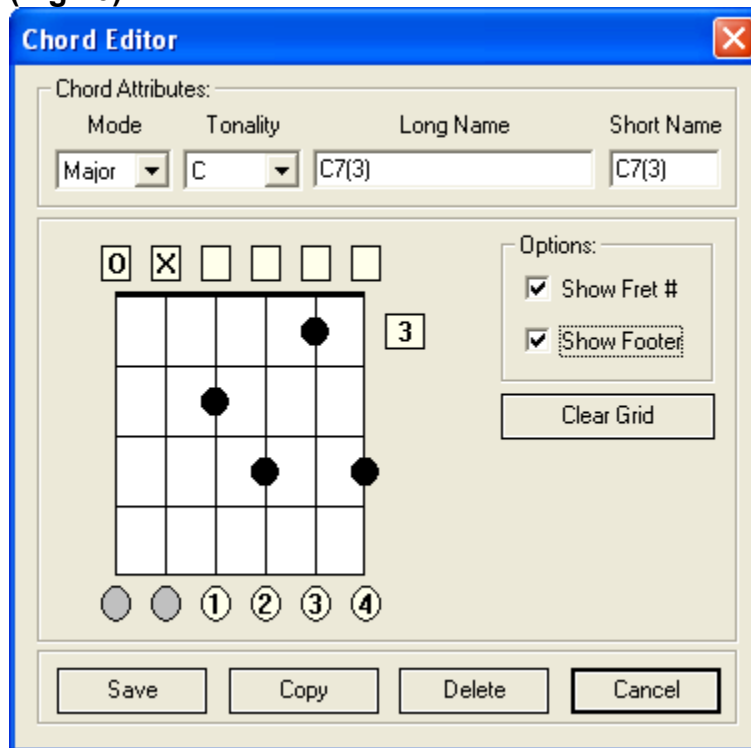 Chord Editor
Chord Attributes:
Mode Tonality Long Name Short Name
Major C C7(3) C7(3)
O X
3
Options:
Show Fret #
Show Footer
Clear Grid
1 2 3 4
Save Copy Delete Cancel